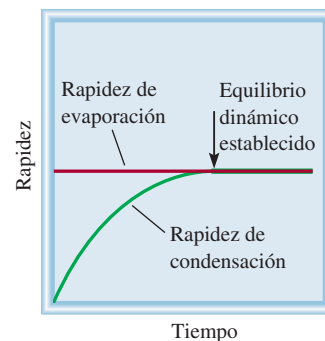 Rapidez de
evaporación
Equilibrio
dinámico
establecido
Rapidez de
condensación
Rapidez
Tiempo